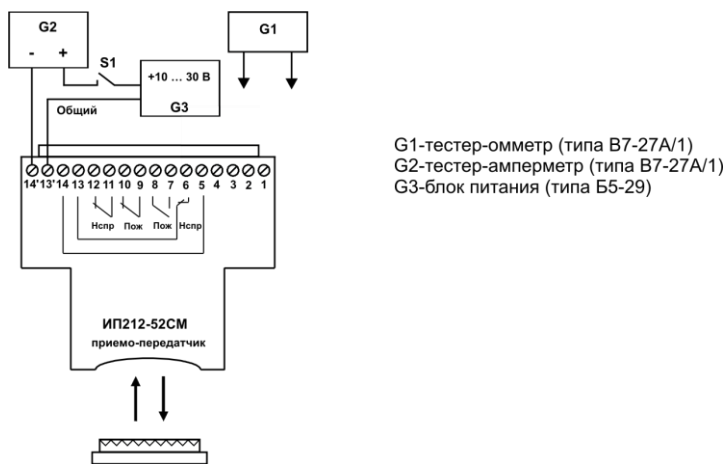 G2
G1
- +
S1
+10 ... 30 В
G3
Общий
14' 13' 14 13 12 11 10 9 8 7 6 5 4 3 2 1
Нспр Пож Пож Нспр
ИП212-52СМ
приемо-передатчик
G1-тестер-омметр (типа В7-27А/1)
G2-тестер-амперметр (типа В7-27А/1)
G3-блок питания (типа Б5-29)